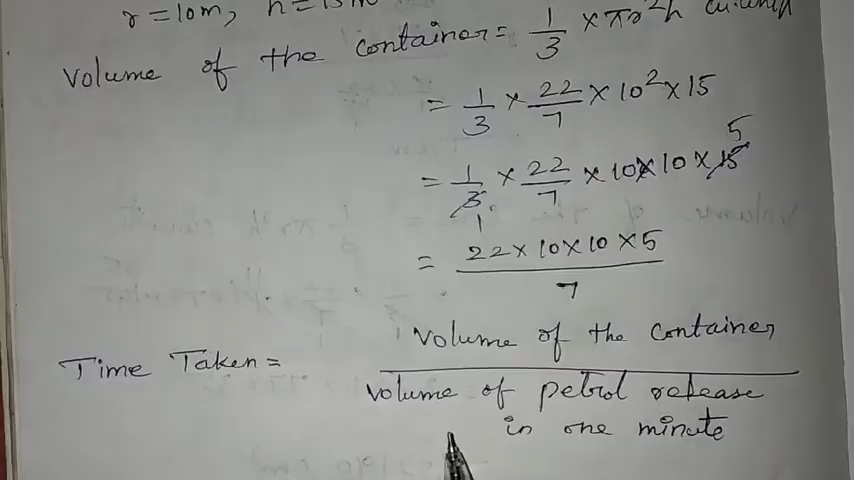 r = 10m, h = 15m
Volume of the container = 1/3 × πr²h cu.unit
= 1/3 × 22/7 × 10² × 15
= 1/3 × 22/7 × 10 × 10 × 15 5
1
= 22 × 10 × 10 × 5 / 7
Time Taken = Volume of the container / Volume of petrol release in one minute